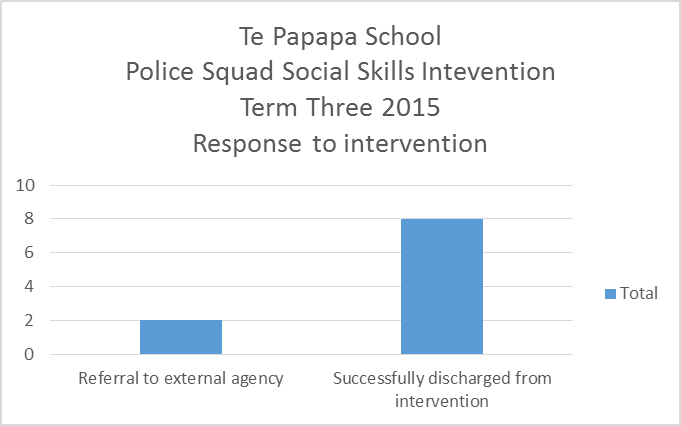 Te Papapa School
Police Squad Social Skills Intevention
Term Three 2015
Response to intervention
10
8
6
4
2
0
Total
Referral to external agency
Successfully discharged from
intervention